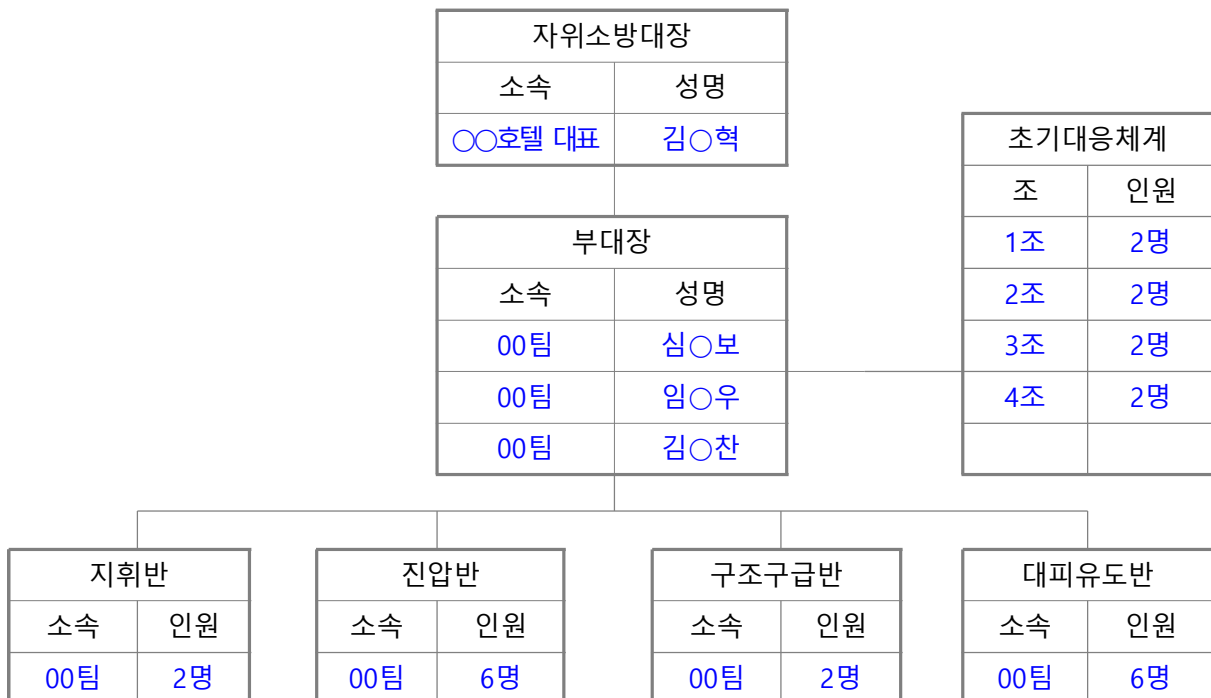 자위소방대장
소속 성명
○○호텔 대표 김○혁
초기대응체계
조 인원
1조 2명
2조 2명
3조 2명
4조 2명
부대장
소속 성명
00팀 심○보
00팀 임○우
00팀 김○찬
지휘반
소속 인원
00팀 2명
진압반
소속 인원
00팀 6명
구조구급반
소속 인원
00팀 2명
대피유도반
소속 인원
00팀 6명